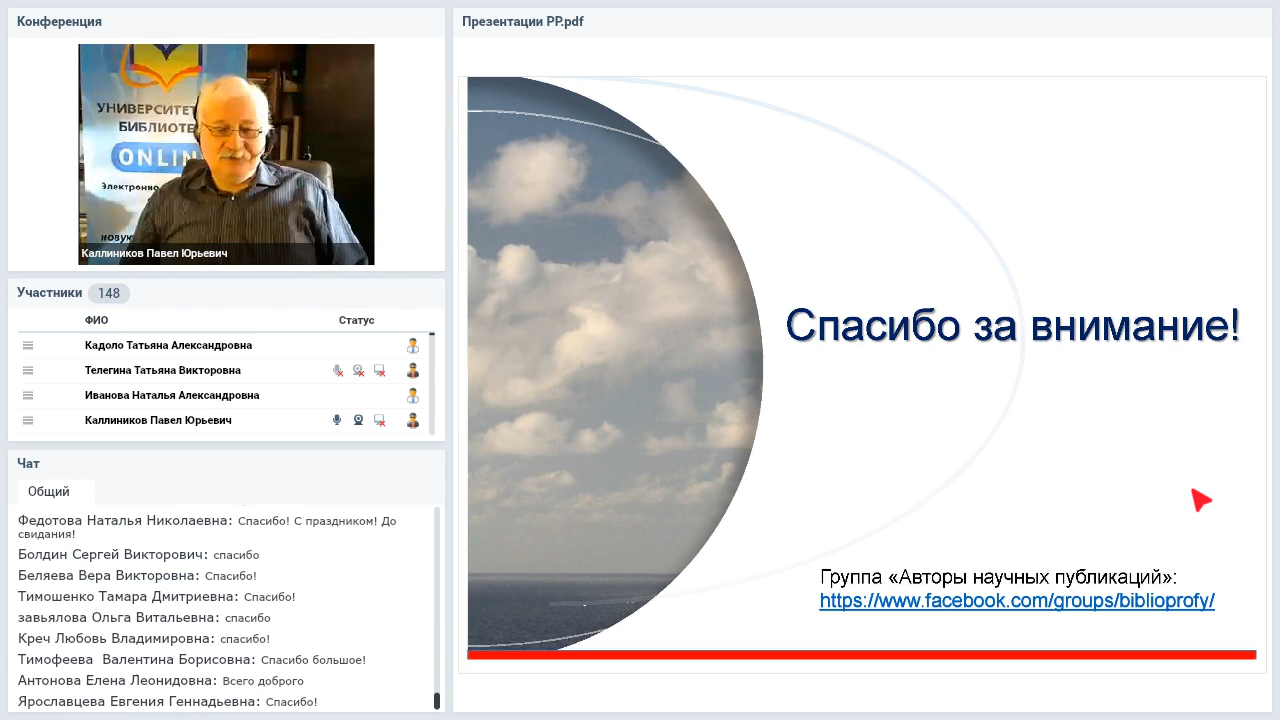 Конференция
УНИВЕРСИТЕТ
БИБЛИОТЕ
ONLIN
Электронно
новую
Каллиников Павел Юрьевич
Участники 148
ФИО Статус
Кадоло Татьяна Александровна
Телегина Татьяна Викторовна
Иванова Наталья Александровна
Каллиников Павел Юрьевич
Чат
Общий
Федотова Наталья Николаевна: Спасибо! С праздником! До
свидания!
Болдин Сергей Викторович: спасибо
Беляева Вера Викторовна: Спасибо!
Тимошенко Тамара Дмитриевна: Спасибо!
завьялова Ольга Витальевна: спасибо
Креч Любовь Владимировна: спасибо!
Тимофеева  Валентина Борисовна: Спасибо большое!
Антонова Елена Леонидовна: Всего доброго
Ярославцева Евгения Геннадьевна: Спасибо!
Презентации PP.pdf
Спасибо за внимание!
Группа «Авторы научных публикаций»:
https://www.facebook.com/groups/biblioprofy/